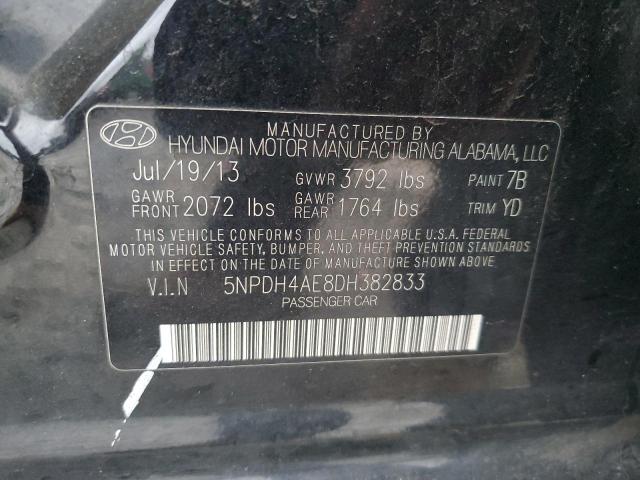 MANUFACTURED BY
HYUNDAI MOTOR MANUFACTURING ALABAMA, LLC
Jul/19/13 GVWR 3792 lbs PAINT 7B
GAWR FRONT 2072 lbs GAWR REAR 1764 lbs TRIM YD
THIS VEHICLE CONFORMS TO ALL APPLICABLE U.S.A. FEDERAL
MOTOR VEHICLE SAFETY, BUMPER, AND THEFT PREVENTION STANDARDS
IN EFFECT ON THE DATE OF MANUFACTURE SHOWN ABOVE
V.I.N 5NPDH4AE8DH382833
PASSENGER CAR